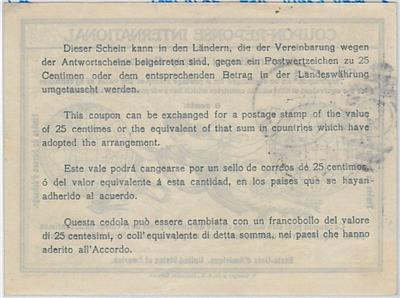 Dieser Schein kann in den Ländern, die der Vereinbarung wegen
der Antwortscheine beigetreten sind, gegen ein Postwertzeichen zu 25
Centimen oder dem entsprechenden Betrag in der Landeswährung
umgetauscht werden.
This coupon can be exchanged for a postage stamp of the value
of 25 centimes or the equivalent of that sum in countries which have
adopted the arrangement.
Este vale podrá cangearse por un sello de correos de 25 centimos,
ó del valor equivalente á esta cantidad, en los paises que se hayan
adherido al acuerdo.
Questa cedola può essere cambiata con un francobollo del valore
di 25 centesimi, o coll'equivalente di detta somma, nei paesi che hanno
aderito all'Accordo.